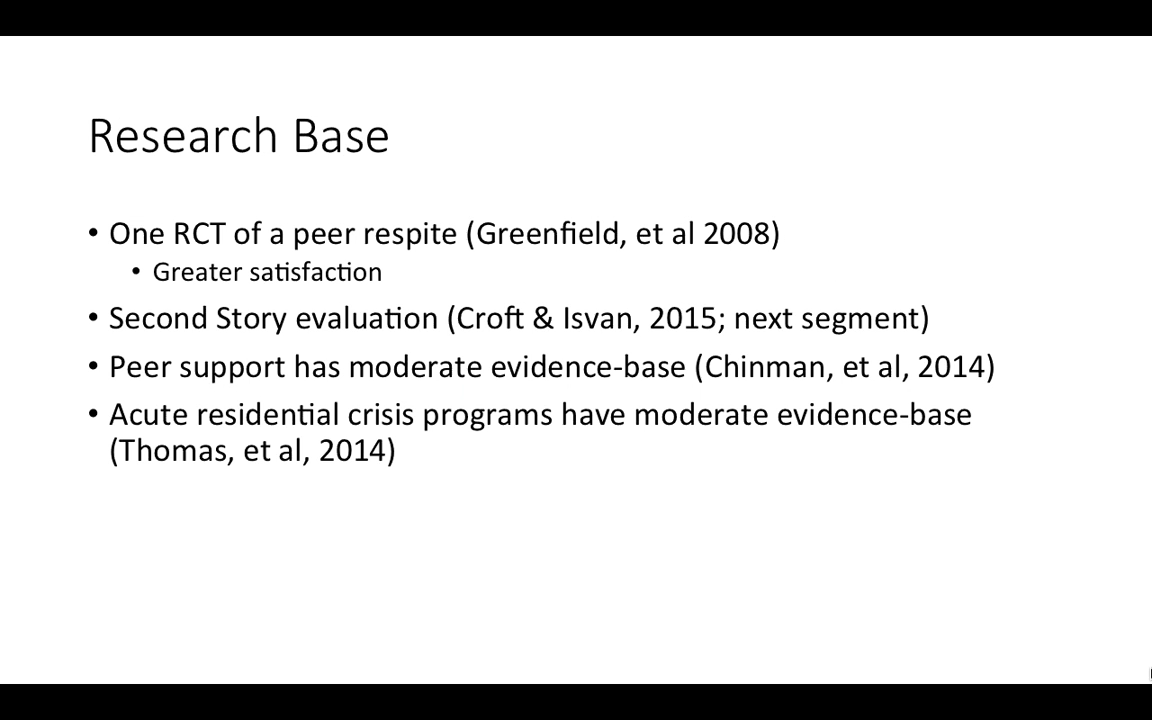 Research Base
• One RCT of a peer respite (Greenfield, et al 2008)
• Greater satisfaction
• Second Story evaluation (Croft & Isvan, 2015; next segment)
• Peer support has moderate evidence-base (Chinman, et al, 2014)
• Acute residential crisis programs have moderate evidence-base
(Thomas, et al, 2014)